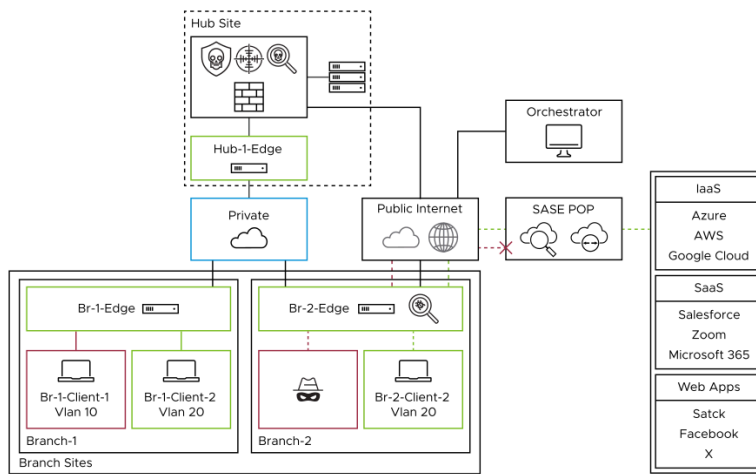 Hub Site
Hub-1-Edge
Orchestrator
Private
Public Internet
SASE POP
IaaS
Azure
AWS
Google Cloud
SaaS
Salesforce
Zoom
Microsoft 365
Web Apps
Satck
Facebook
X
Br-1-Edge
Br-2-Edge
Br-1-Client-1
Vlan 10
Br-1-Client-2
Vlan 20
Br-2-Client-2
Vlan 20
Branch-1
Branch-2
Branch Sites